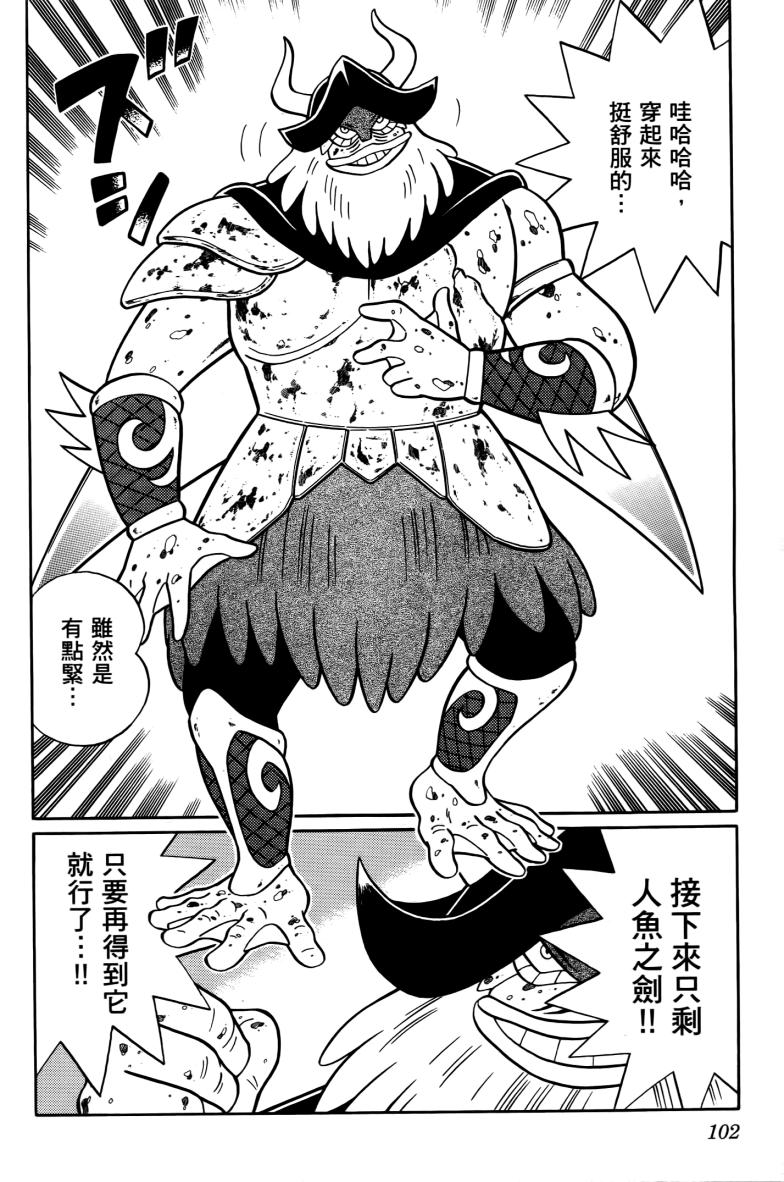 哇哈哈哈，
穿起來
挺舒服的…
雖然是
有點緊…
ズズ゛
接下來只剩
人魚之劍!!
只要再得到它
就行了…!!
102